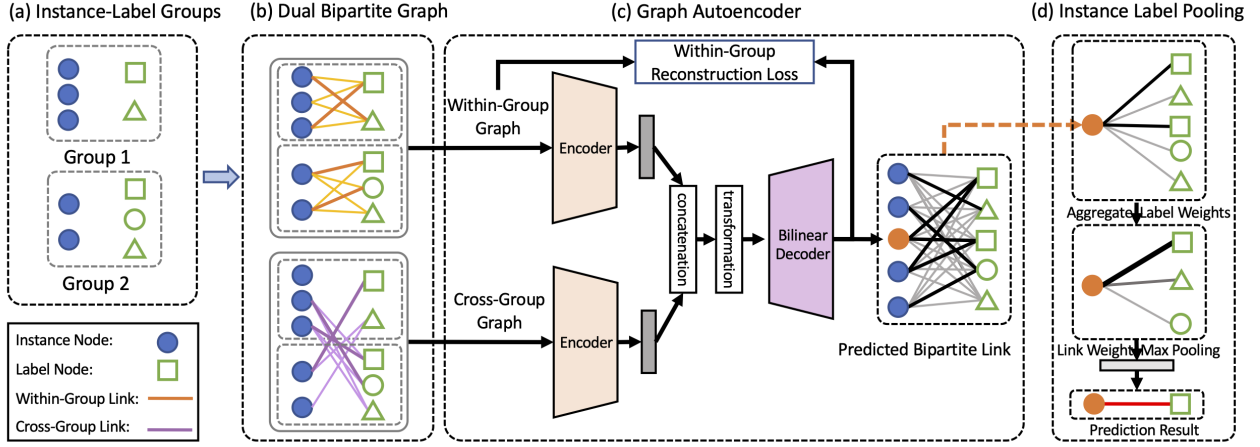 (a) Instance-Label Groups
(b) Dual Bipartite Graph
(c) Graph Autoencoder
(d) Instance Label Pooling
Group 1
Group 2
Instance Node:
Label Node:
Within-Group Link:
Cross-Group Link:
Within-Group
Reconstruction Loss
Within-Group
Graph
Encoder
Cross-Group
Graph
Encoder
concatenation
transformation
Bilinear
Decoder
Predicted Bipartite Link
Aggregate Label Weights
Link Weight Max Pooling
Prediction Result